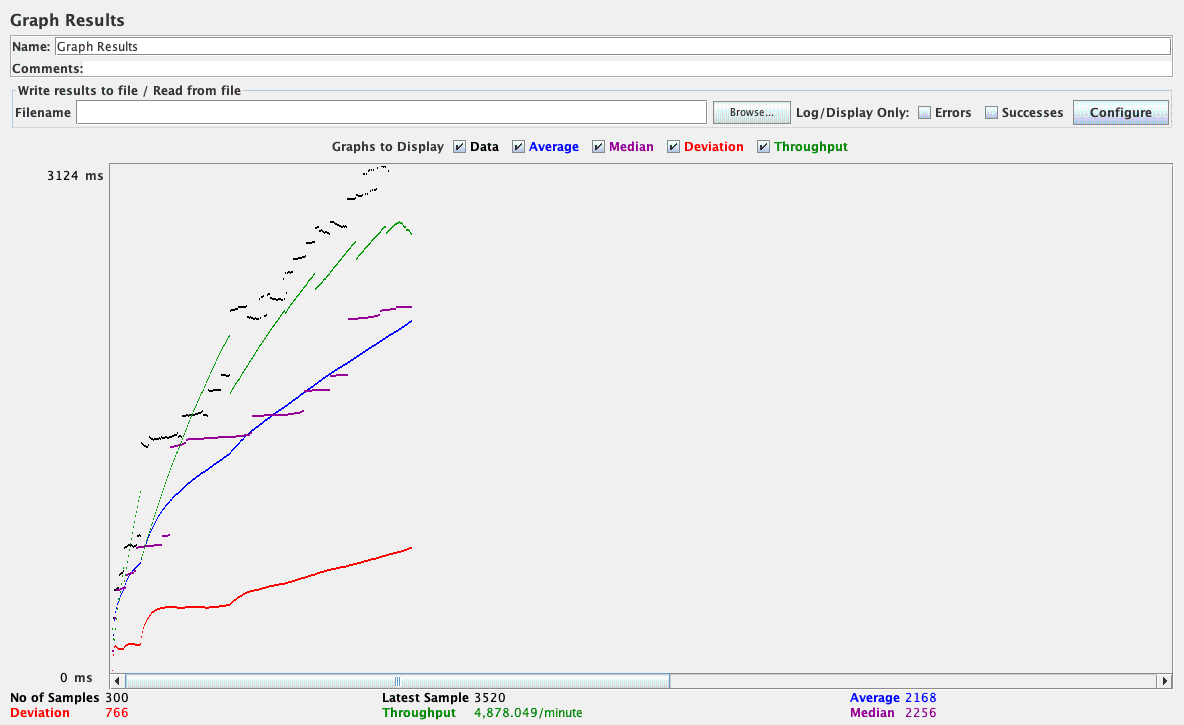 Graph Results
Name: Graph Results
Comments:
Write results to file / Read from file
Filename Browse... Log/Display Only: Errors Successes Configure
Graphs to Display Data Average Median Deviation Throughput
3124 ms
0 ms
No of Samples 300 Latest Sample 3520 Average 2168
Deviation 766 Throughput 4,878.049/minute Median 2256